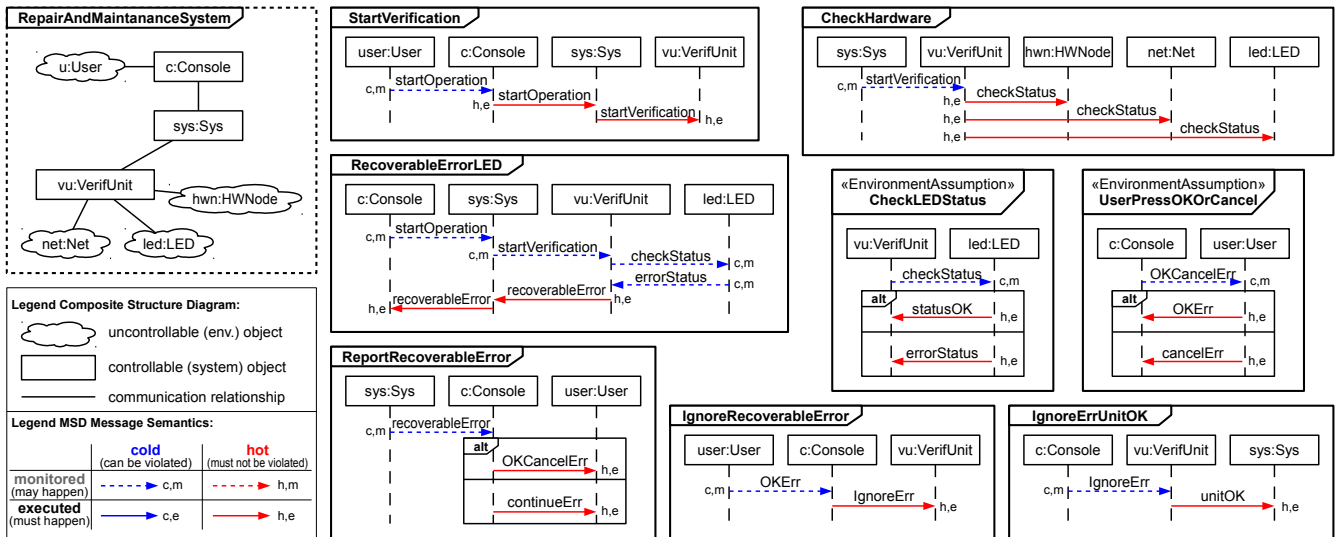 RepairAndMaintananceSystem
u:User
c:Console
sys:Sys
vu:VerifUnit
hwn:HWNode
net:Net
led:LED
Legend Composite Structure Diagram:
uncontrollable (env.) object
controllable (system) object
communication relationship
Legend MSD Message Semantics:
cold
(can be violated)
hot
(must not be violated)
monitored
(may happen)
c,m
h,m
executed
(must happen)
c,e
h,e
StartVerification
user:User
c:Console
sys:Sys
vu:VerifUnit
startOperation
c,m
startOperation
h,e
startVerification
h,e
RecoverableErrorLED
c:Console
sys:Sys
vu:VerifUnit
led:LED
startOperation
c,m
startVerification
c,m
checkStatus
c,m
errorStatus
c,m
recoverableError
h,e
recoverableError
h,e
ReportRecoverableError
sys:Sys
c:Console
user:User
recoverableError
c,m
alt
OKCancelErr
h,e
continueErr
h,e
CheckHardware
sys:Sys
vu:VerifUnit
hwn:HWNode
net:Net
led:LED
startVerification
c,m
checkStatus
h,e
checkStatus
h,e
checkStatus
h,e
«EnvironmentAssumption»
CheckLEDStatus
vu:VerifUnit
led:LED
checkStatus
c,m
alt
statusOK
h,e
errorStatus
h,e
«EnvironmentAssumption»
UserPressOKOrCancel
c:Console
user:User
OKCancelErr
c,m
alt
OKErr
h,e
cancelErr
h,e
IgnoreRecoverableError
user:User
c:Console
vu:VerifUnit
OKErr
c,m
IgnoreErr
h,e
IgnoreErrUnitOK
c:Console
vu:VerifUnit
sys:Sys
IgnoreErr
c,m
unitOK
h,e